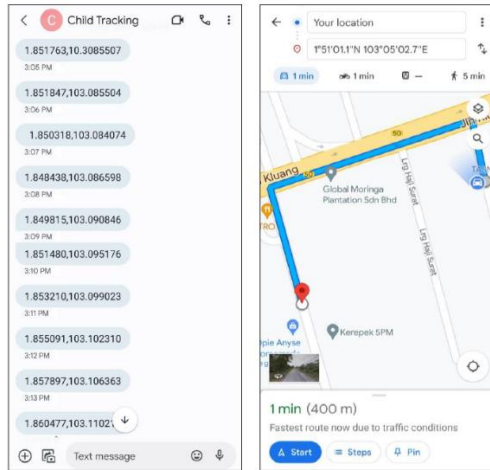 C Child Tracking
1.851763,10.3085507
3:05 PM
1.851847,103.085504
3:06 PM
1.850318,103.084074
3:07 PM
1.848438,103.086598
3:08 PM
1.849815,103.090846
3:09 PM
1.851480,103.095176
3:10 PM
1.853210,103.099023
3:11 PM
1.855091,103.102310
3:12 PM
1.857897,103.106363
3:13 PM
Text message
Your location
1°51'01.1"N 103°05'02.7"E
1 min
1 min
—
5 min
50
Kluang
50
Global Moringa
Plantation Sdn Bhd
Lrg Haji Surat
Lrg Haji Surat
Kerepek 5PM
1 min (400 m)
Fastest route now due to traffic conditions
Start
Steps
Pin